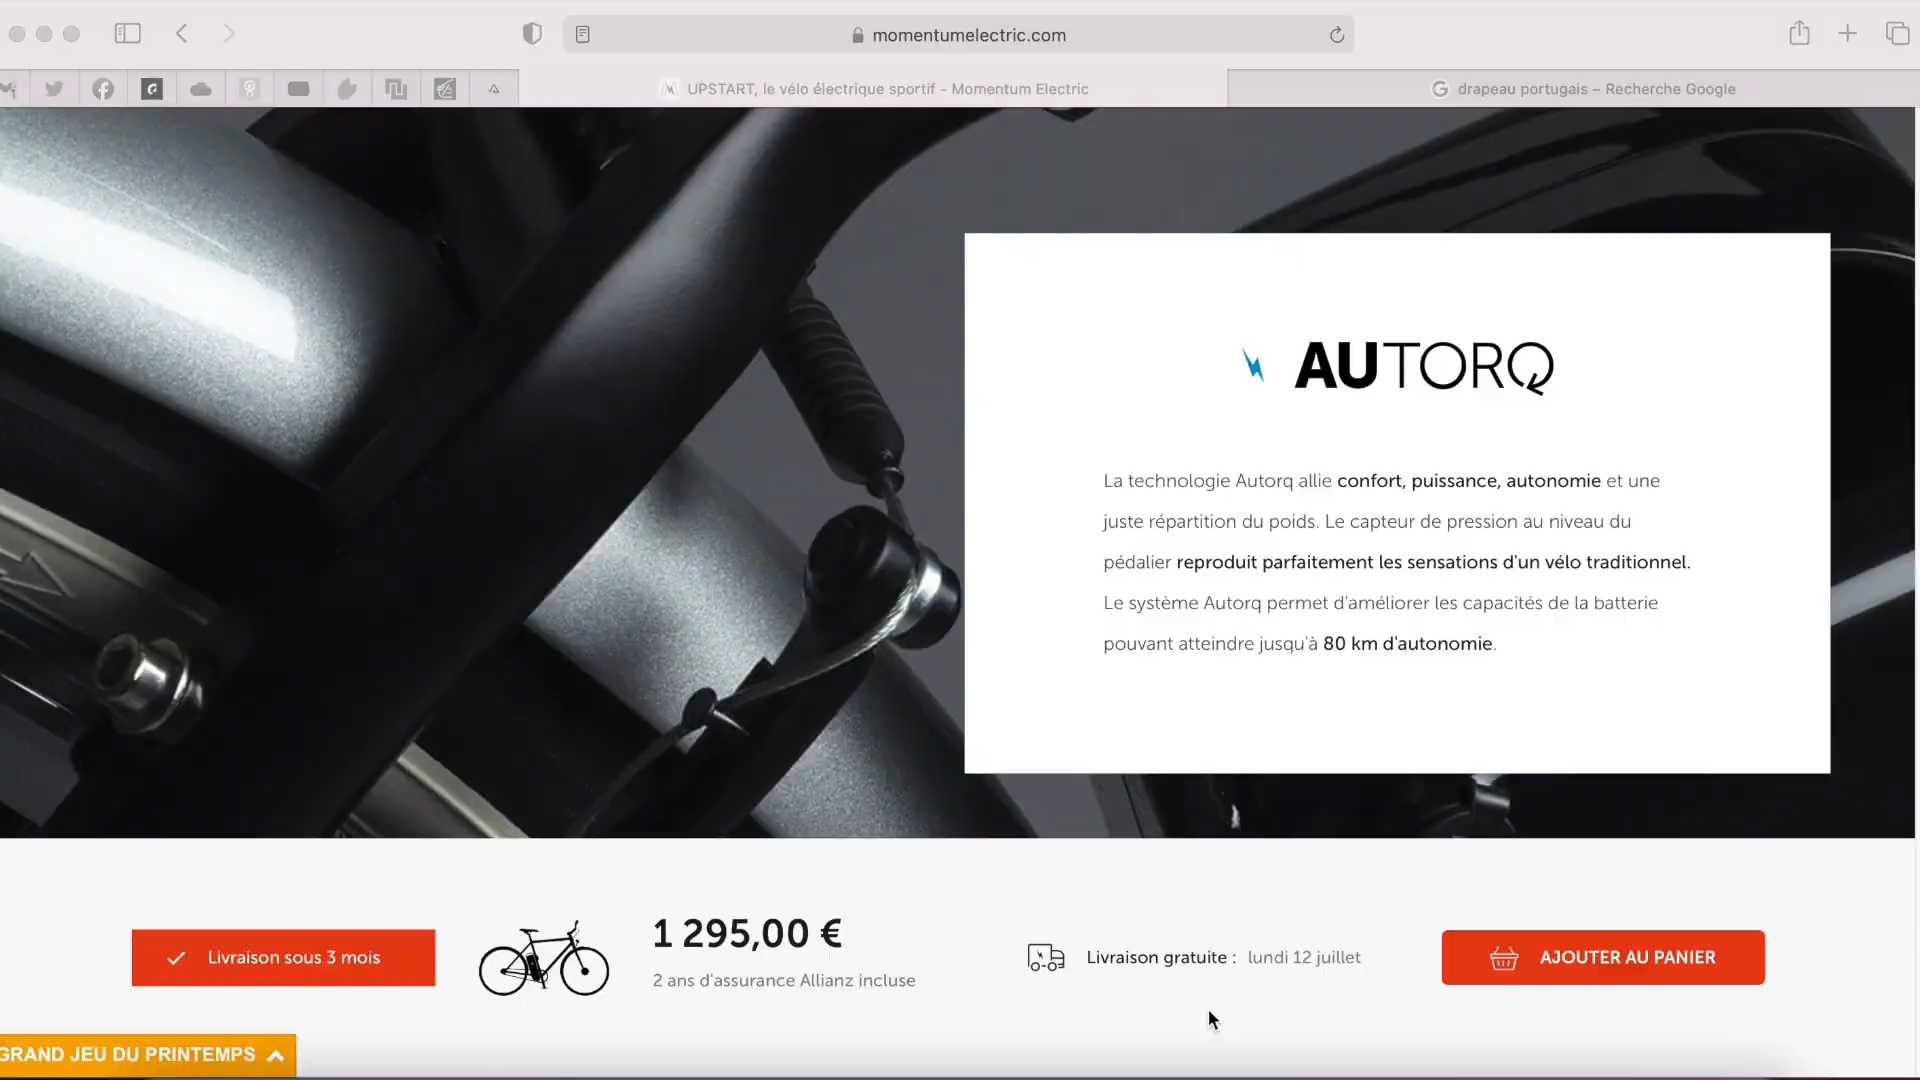 momentumelectric.com
UPSTART, le vélo électrique sportif - Momentum Electric
drapeau portugais – Recherche Google
AUTORQ
La technologie Autorq allie confort, puissance, autonomie et une
juste répartition du poids. Le capteur de pression au niveau du
pédalier reproduit parfaitement les sensations d'un vélo traditionnel.
Le système Autorq permet d'améliorer les capacités de la batterie
pouvant atteindre jusqu'à 80 km d'autonomie.
Livraison sous 3 mois
1 295,00 €
2 ans d'assurance Allianz incluse
Livraison gratuite : lundi 12 juillet
AJOUTER AU PANIER
GRAND JEU DU PRINTEMPS